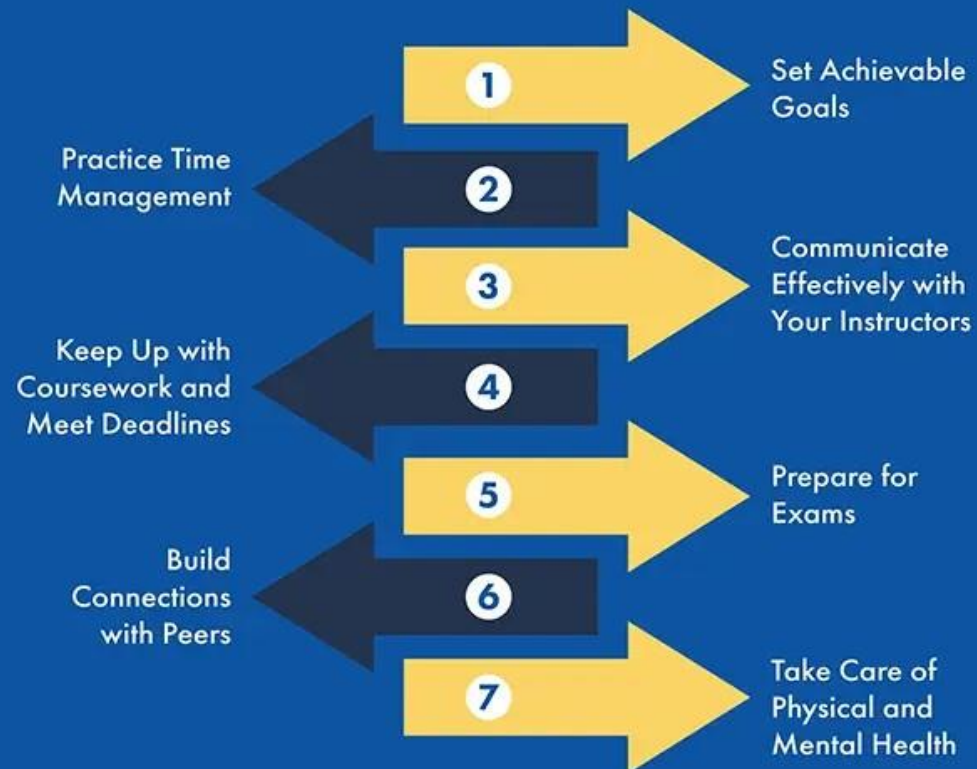 1
Set Achievable
Goals
Practice Time
Management
2
3
Communicate
Effectively with
Your Instructors
Keep Up with
Coursework and
Meet Deadlines
4
5
Prepare for
Exams
Build
Connections
with Peers
6
7
Take Care of
Physical and
Mental Health